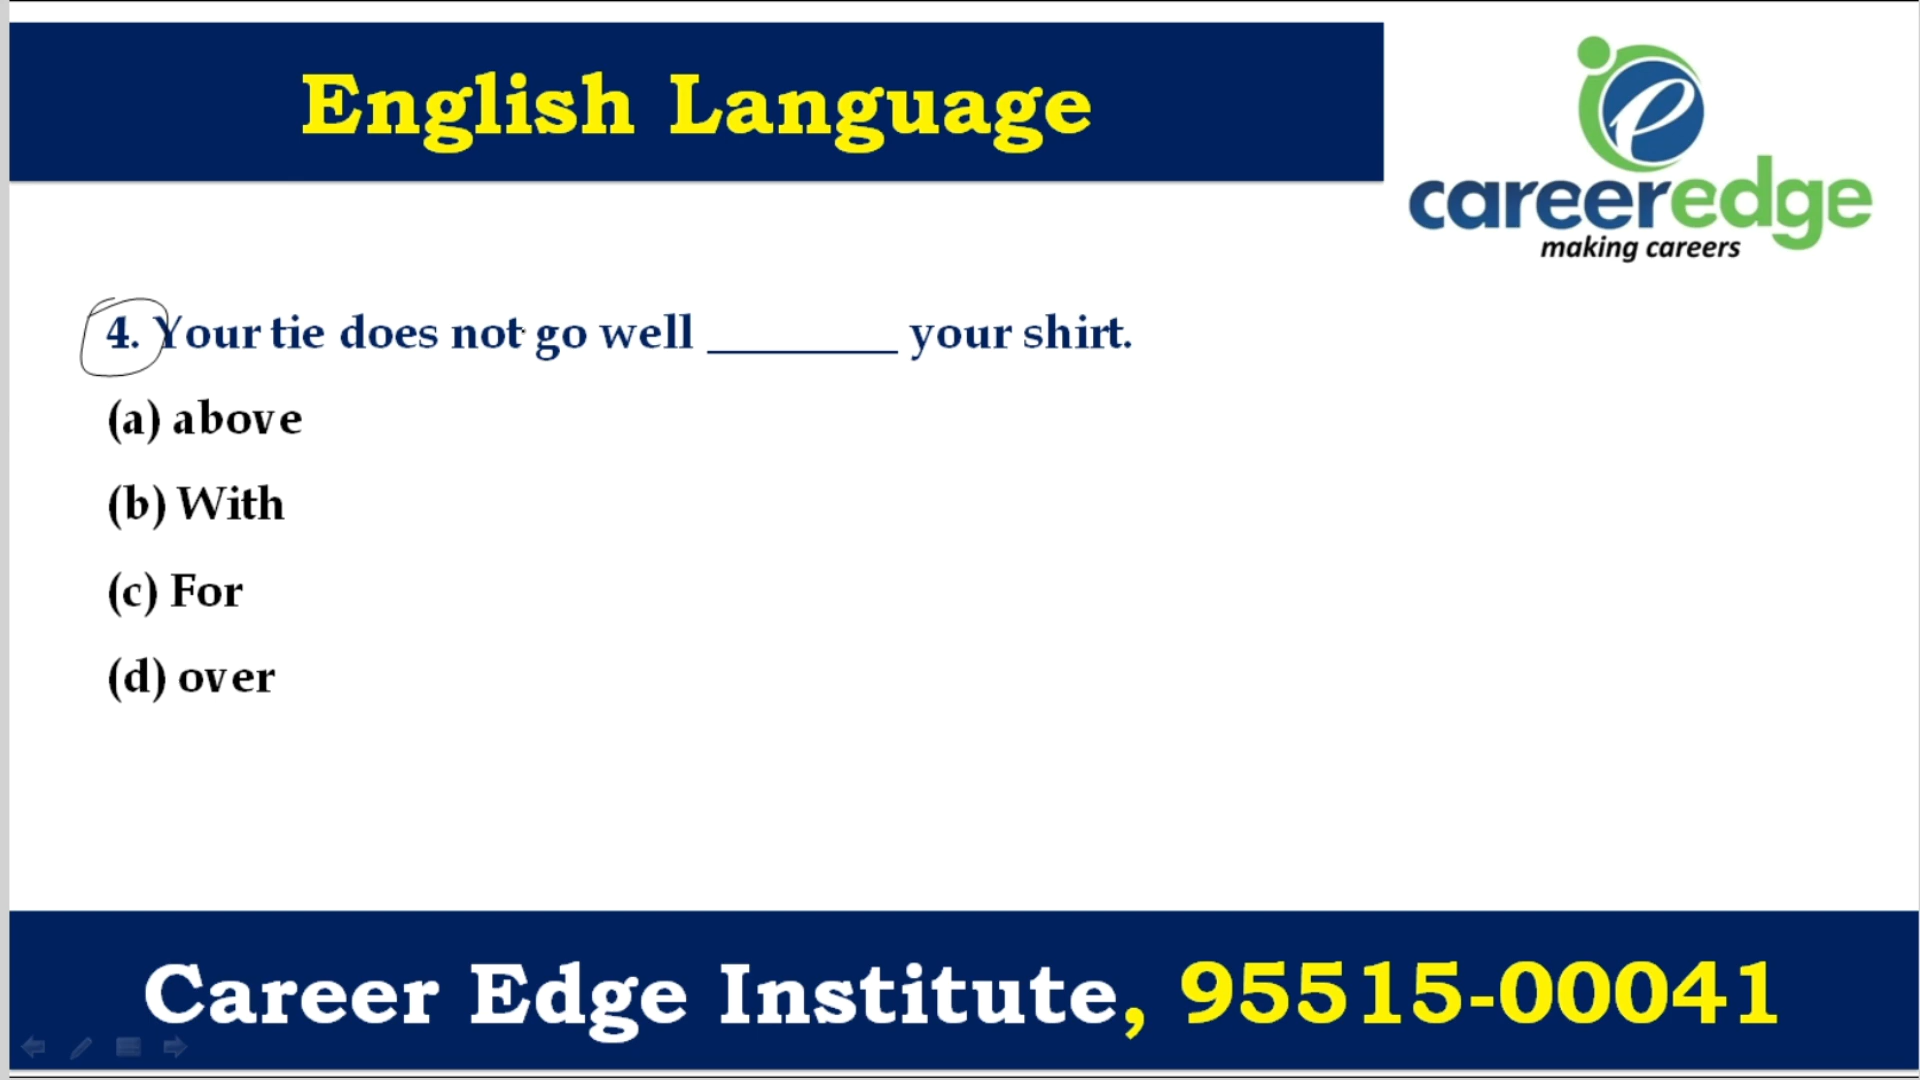 English Language
careeredge
making careers
4. Your tie does not go well ________ your shirt.
(a) above
(b) With
(c) For
(d) over
Career Edge Institute, 95515-00041